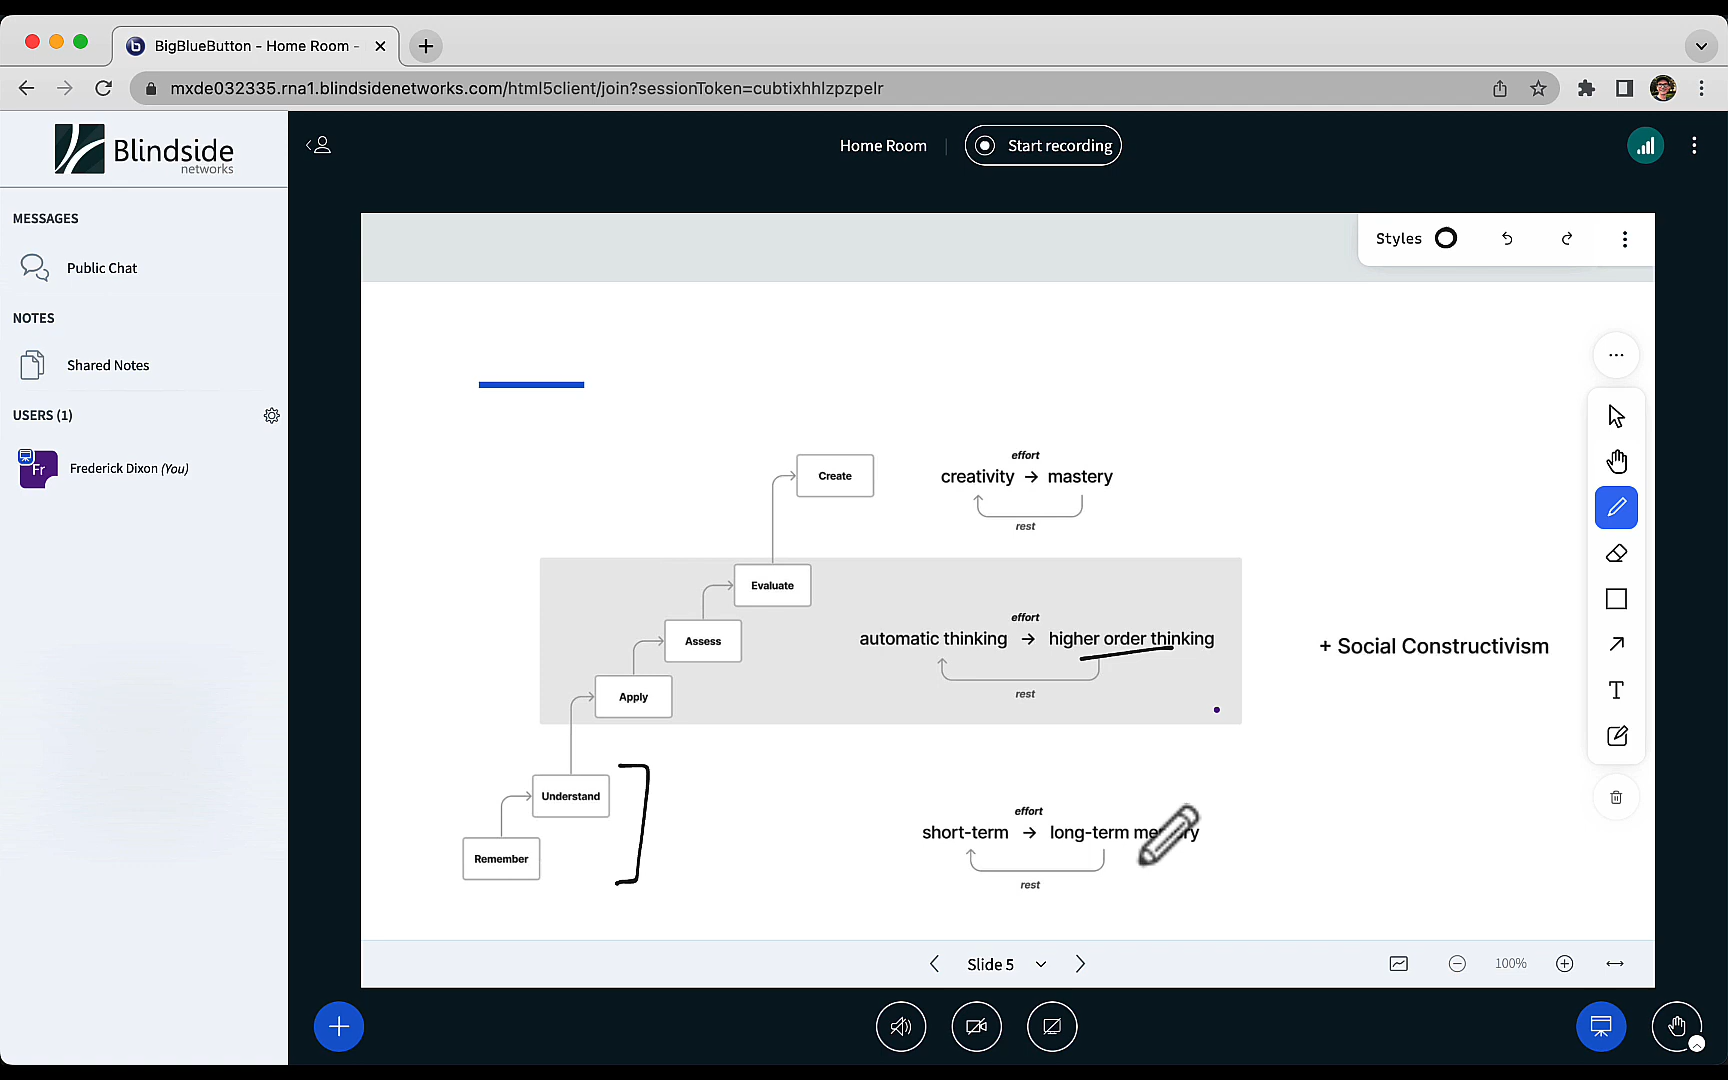 BigBlueButton - Home Room -
mxde032335.rna1.blindsidenetworks.com/html5client/join?sessionToken=cubtixhhlzpzpelr
Blindside
networks
Home Room
Start recording
MESSAGES
Public Chat
NOTES
Shared Notes
USERS (1)
Fr
Frederick Dixon (You)
Styles
Create
effort
creativity → mastery
rest
Evaluate
Assess
Apply
effort
automatic thinking → higher order thinking
rest
+ Social Constructivism
Understand
Remember
effort
short-term → long-term
rest
Slide 5
100%